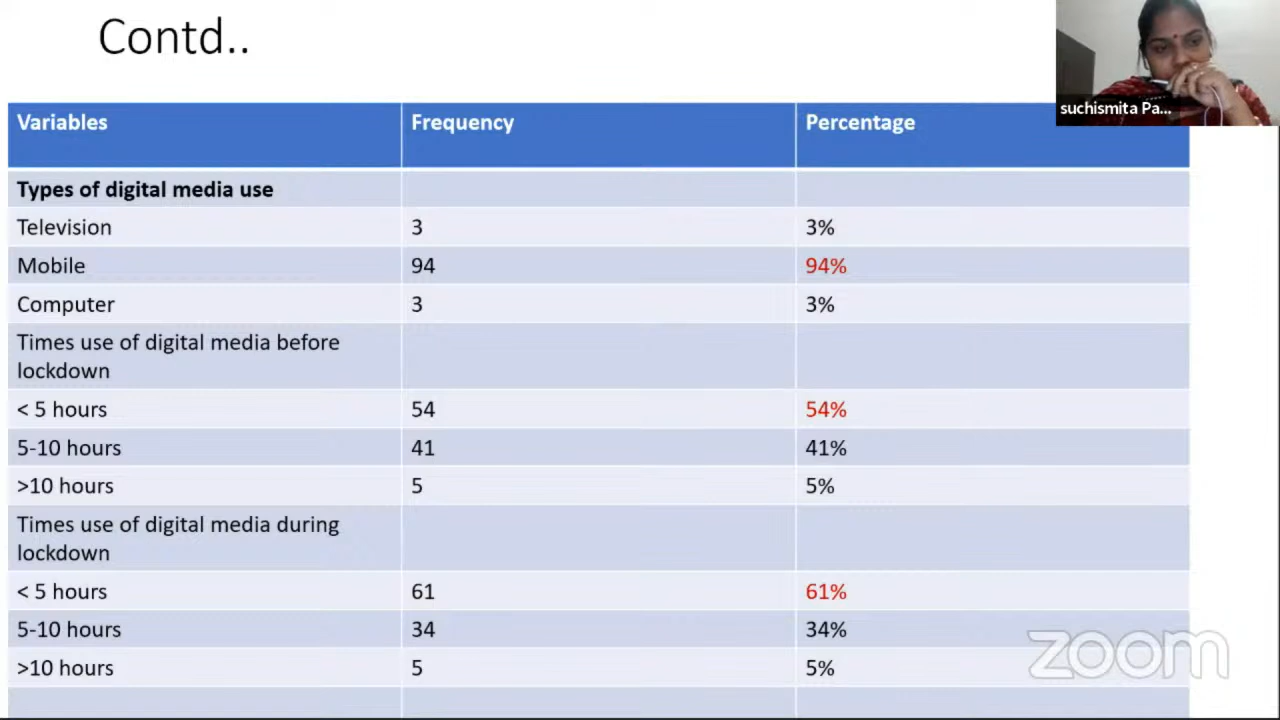 Contd..
suchismita Pa...
Variables Frequency Percentage
Types of digital media use
Television 3 3%
Mobile 94 94%
Computer 3 3%
Times use of digital media before
lockdown
< 5 hours 54 54%
5-10 hours 41 41%
>10 hours 5 5%
Times use of digital media during
lockdown
< 5 hours 61 61%
5-10 hours 34 34%
>10 hours 5 5%
zoom